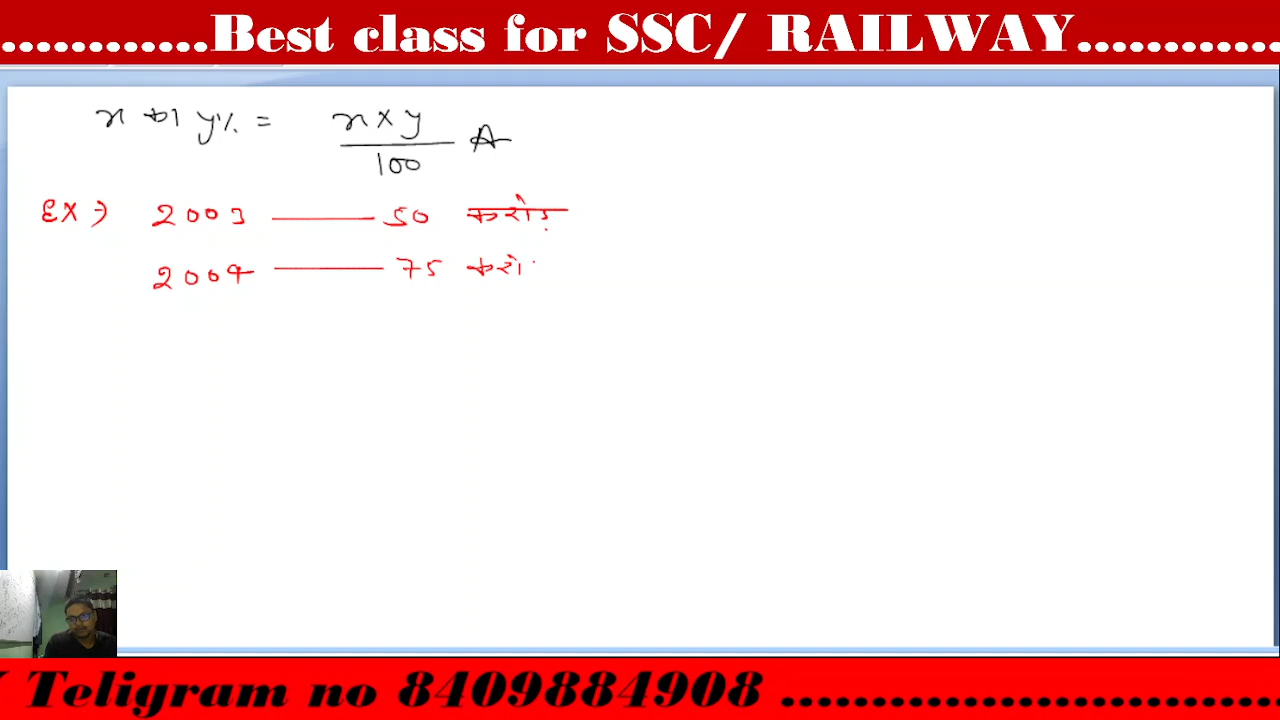 ............Best class for SSC/ RAILWAY............
x का y% = x × y / 100 A
EX → 2003 —— 50 करोड़
2004 —— 75 करो
Teligram no 8409884908 ............................